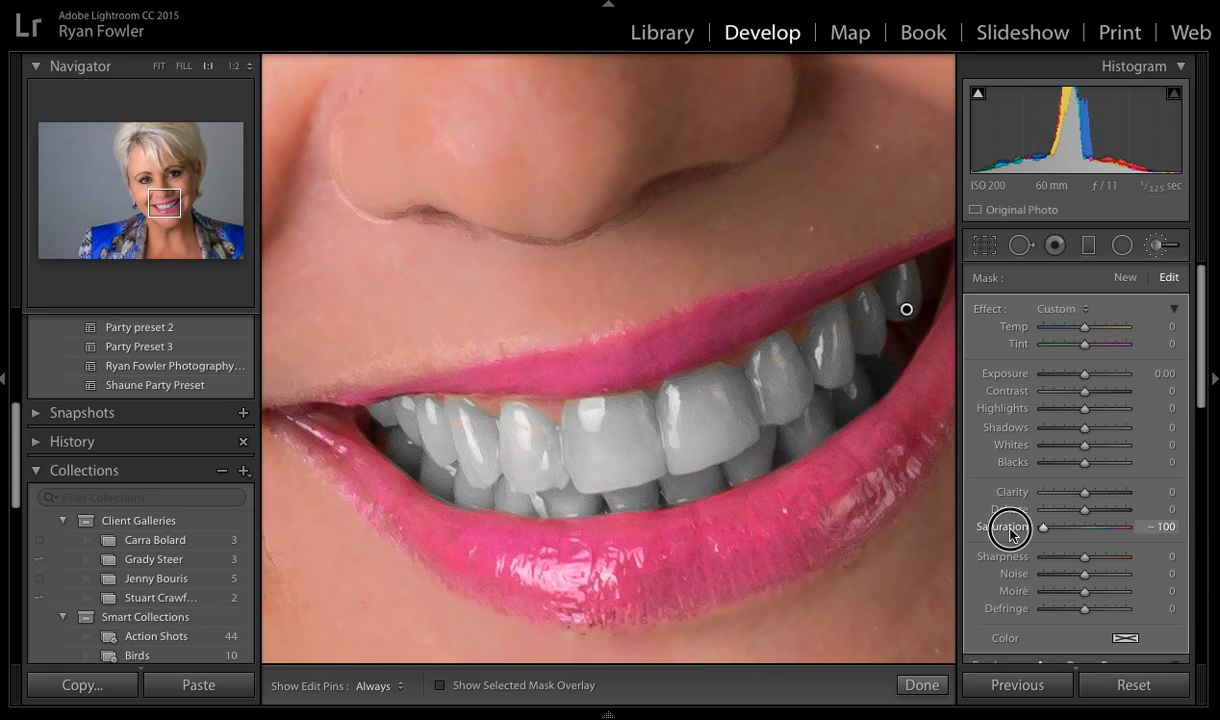 Adobe Lightroom CC 2015
Lr
Ryan Fowler
Library Develop Map Book Slideshow Print Web
Navigator FIT FILL 1:1 1:2
Party preset 2
Party Preset 3
Ryan Fowler Photography...
Shaune Party Preset
Snapshots +
History ×
Collections − +
Filter Collections
Client Galleries
Carra Bolard 3
Grady Steer 3
Jenny Bouris 5
Stuart Crawf... 2
Smart Collections
Action Shots 44
Birds 10
Copy... Paste
Show Edit Pins : Always Show Selected Mask Overlay Done
Histogram
ISO 200 60 mm ƒ / 11 1/125 sec
Original Photo
Mask : New Edit
Effect : Custom
Temp 0
Tint 0
Exposure 0.00
Contrast 0
Highlights 0
Shadows 0
Whites 0
Blacks 0
Clarity 0
0
Saturation − 100
Sharpness 0
Noise 0
Moiré 0
Defringe 0
Color
Previous Reset